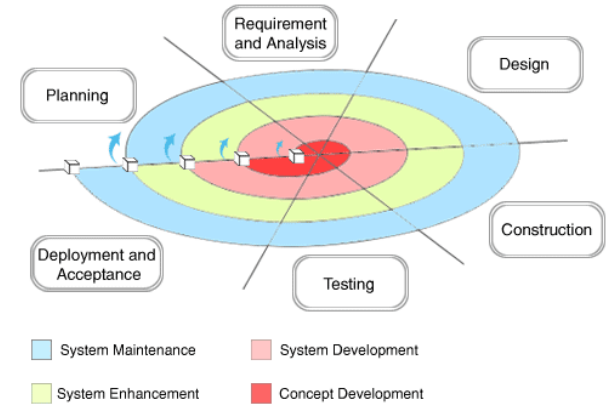 Requirement
and Analysis
Design
Planning
Construction
Deployment and
Acceptance
Testing
System Maintenance
System Development
System Enhancement
Concept Development